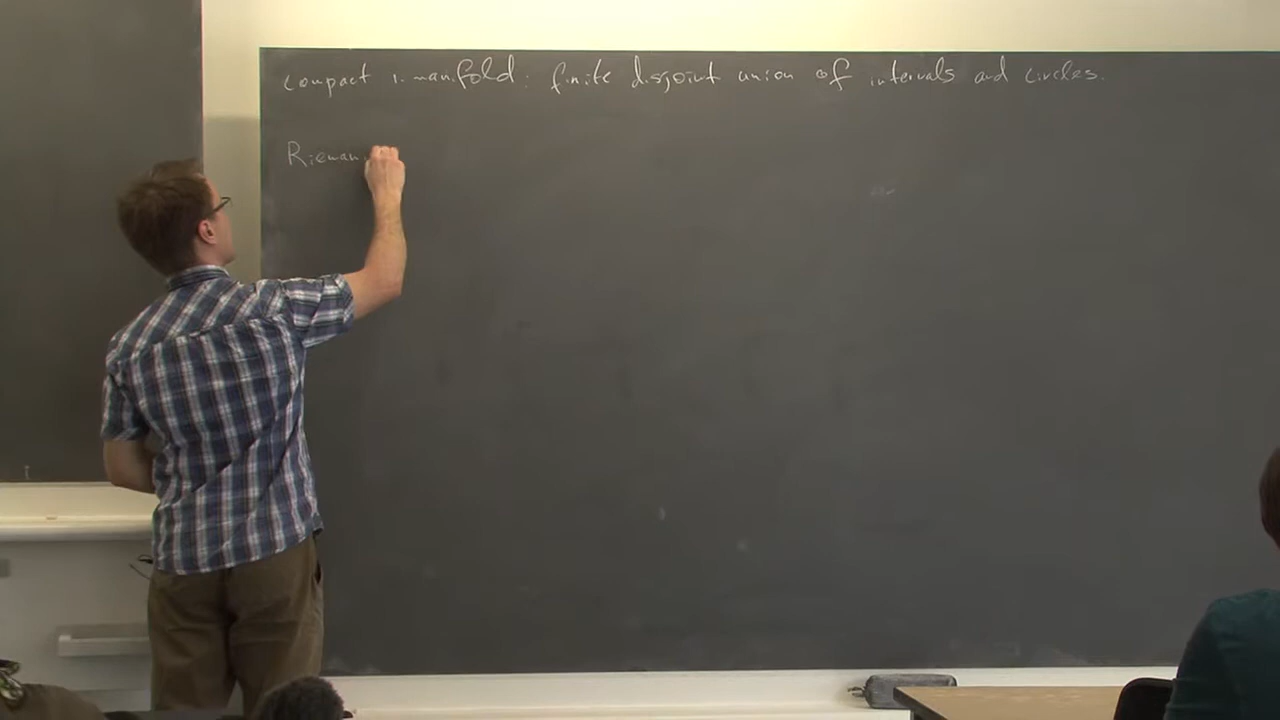 Compact 1-manifold: finite disjoint union of intervals and circles.
Rieman